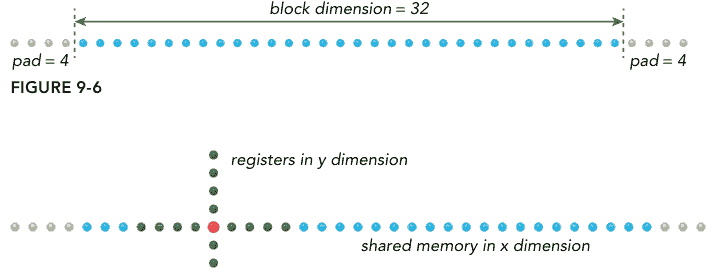 block dimension = 32
pad = 4
pad = 4
FIGURE 9-6
registers in y dimension
shared memory in x dimension